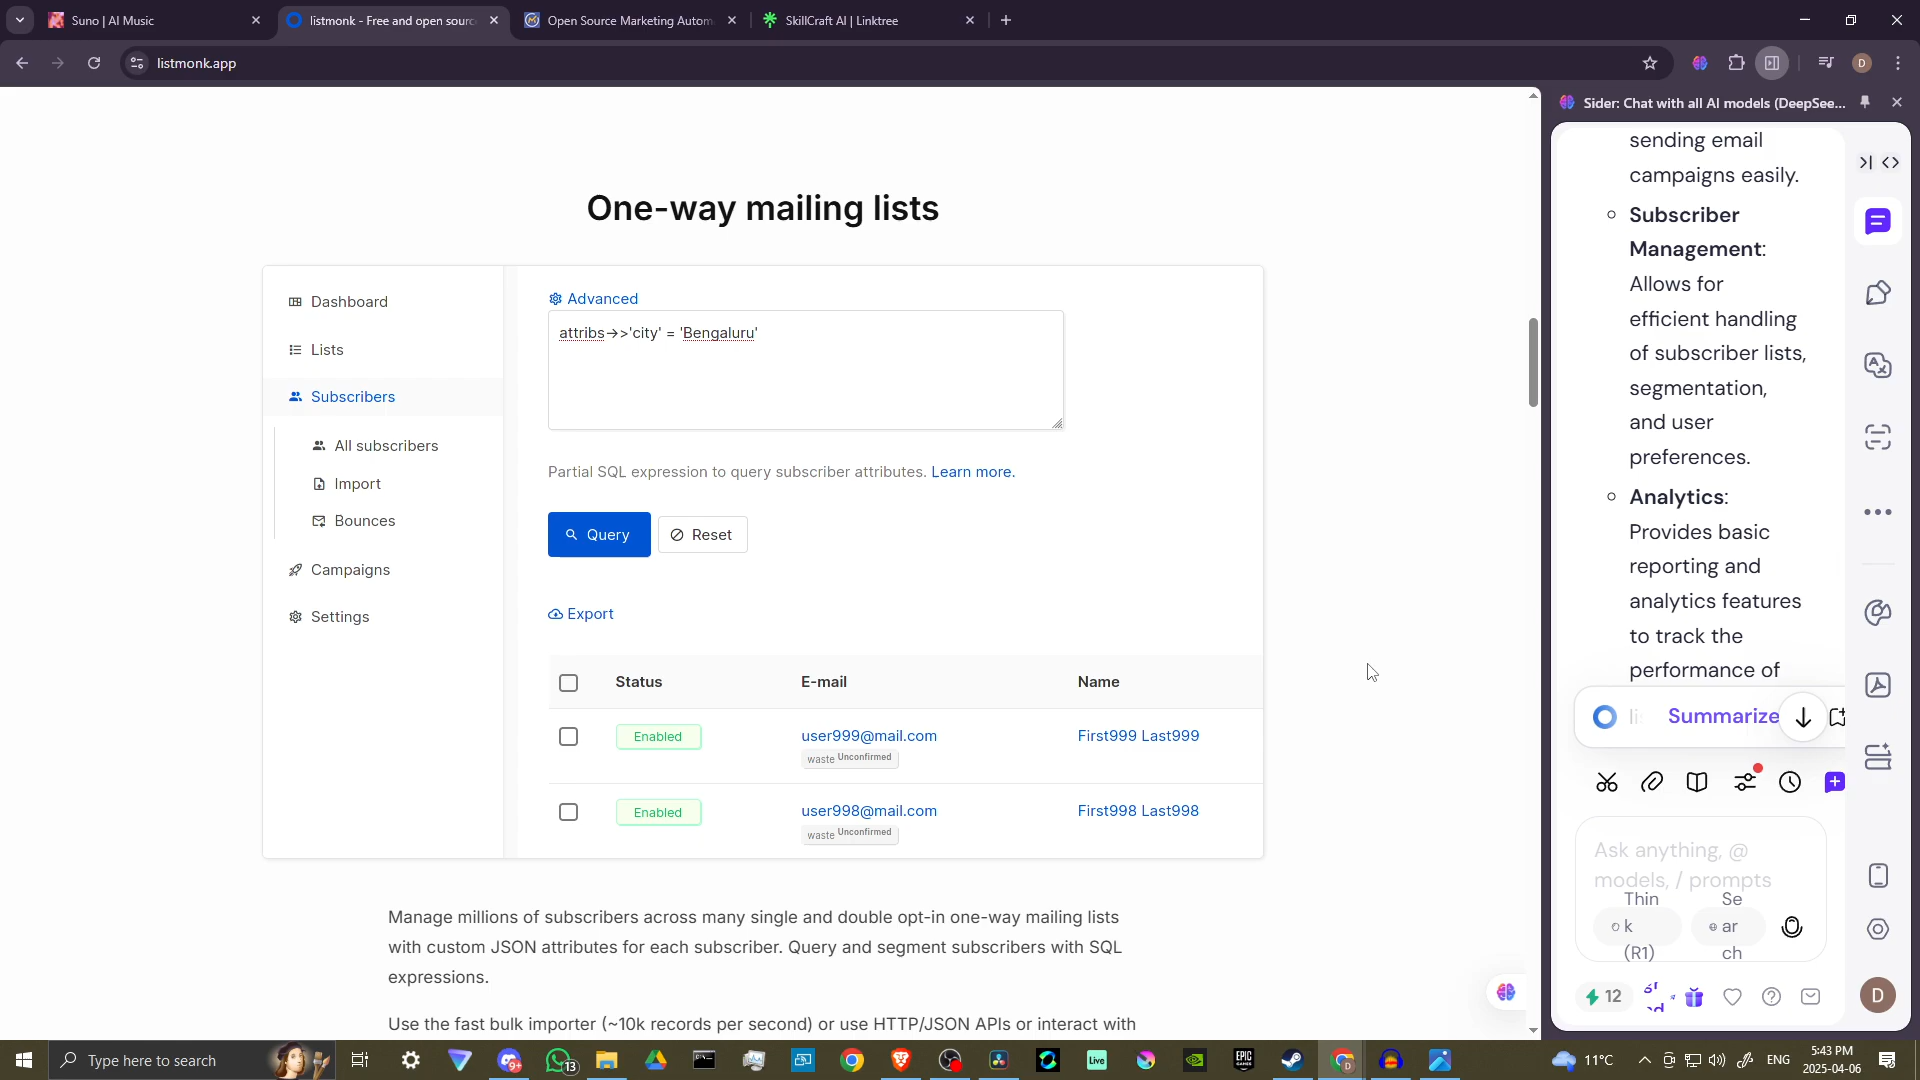 Suno | AI Music
listmonk - Free and open sourc
Open Source Marketing Autom
SkillCraft AI | Linktree
listmonk.app
D
Sider: Chat with all AI models (DeepSee...
One-way mailing lists
Dashboard
Lists
Subscribers
All subscribers
Import
Bounces
Campaigns
Settings
Advanced
attribs->>'city' = 'Bengaluru'
Partial SQL expression to query subscriber attributes. Learn more.
Query
Reset
Export
Status E-mail Name
Enabled user999@mail.com First999 Last999
waste Unconfirmed
Enabled user998@mail.com First998 Last998
waste Unconfirmed
Manage millions of subscribers across many single and double opt-in one-way mailing lists
with custom JSON attributes for each subscriber. Query and segment subscribers with SQL
expressions.
Use the fast bulk importer (~10k records per second) or use HTTP/JSON APIs or interact with
sending email
campaigns easily.
Subscriber
Management:
Allows for
efficient handling
of subscriber lists,
segmentation,
and user
preferences.
Analytics:
Provides basic
reporting and
analytics features
to track the
performance of
li
Summarize
Ask anything, @
models, / prompts
Thin
k
(R1)
Se
ar
ch
12
D
Type here to search
9+
13
Live
EPIC
GAMES
D
11°C
ENG
5:43 PM
2025-04-06